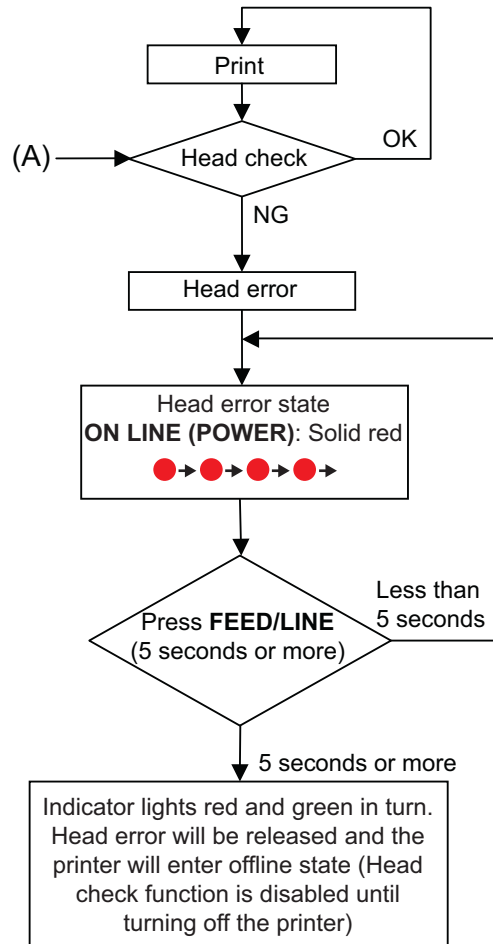 Print
OK
(A)
Head check
NG
Head error
Head error state
ON LINE (POWER): Solid red
Less than
5 seconds
Press FEED/LINE
(5 seconds or more)
5 seconds or more
Indicator lights red and green in turn.
Head error will be released and the
printer will enter offline state (Head
check function is disabled until
turning off the printer)